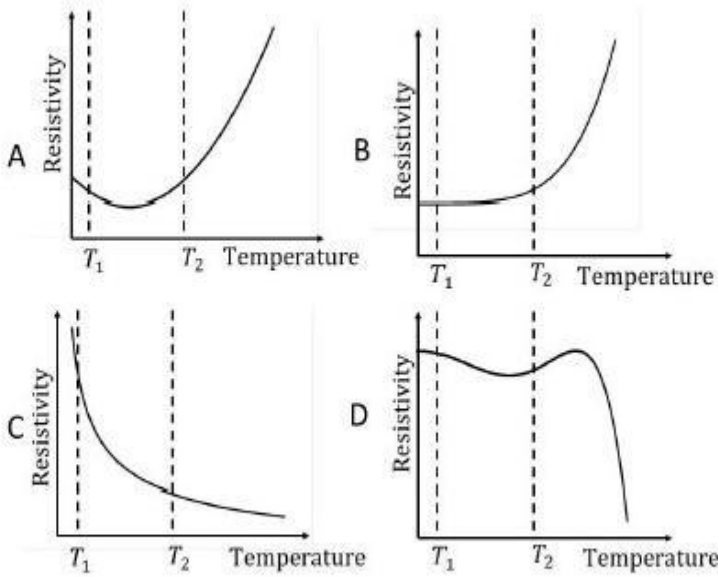 A
Resistivity
T₁
T₂
Temperature
B
Resistivity
T₁
T₂
Temperature
C
Resistivity
T₁
T₂
Temperature
D
Resistivity
T₁
T₂
Temperature